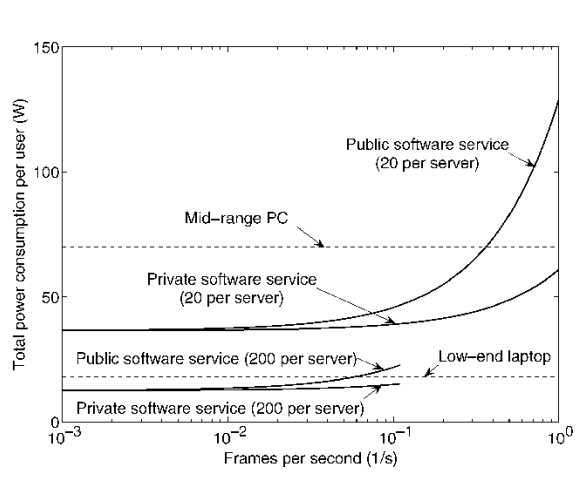 150
100
50
0
Total power consumption per user (W)
Public software service
(20 per server)
Mid-range PC
Private software service
(20 per server)
Public software service (200 per server)
Low-end laptop
Private software service (200 per server)
10^-3
10^-2
10^-1
10^0
Frames per second (1/s)